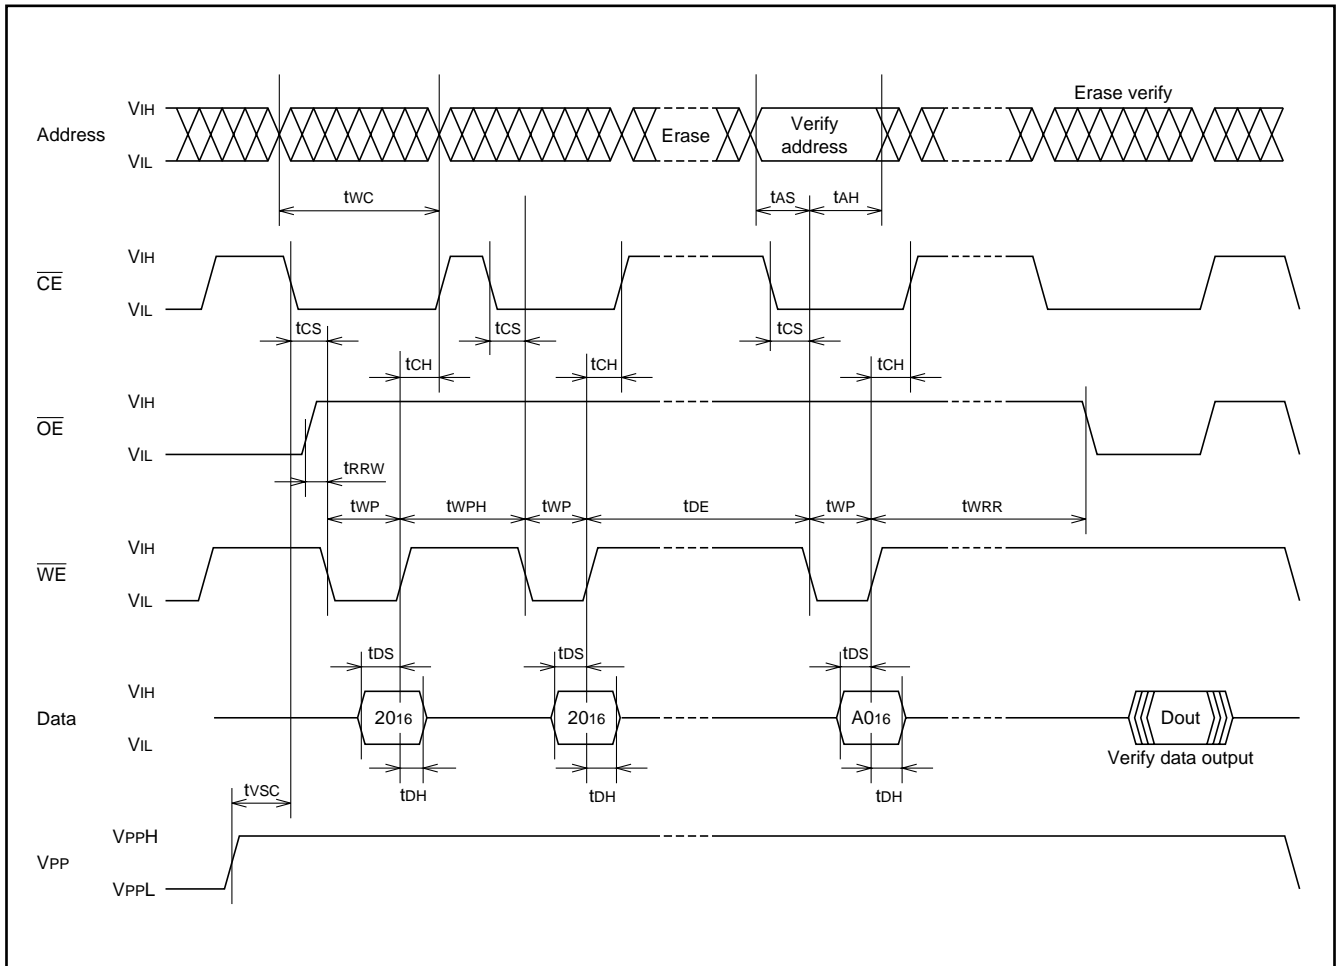 Erase verify
VIH
Address
Erase
Verify
address
VIL
tWC
tAS
tAH
VIH
CE
VIL
tCS
tCS
tCS
tCH
tCH
tCH
VIH
OE
VIL
tRRW
tWP
tWPH
tWP
tDE
tWP
tWRR
VIH
WE
VIL
tDS
tDS
tDS
VIH
Data
2016
2016
A016
Dout
VIL
Verify data output
tDH
tDH
tDH
tVSC
VPPH
VPP
VPPL